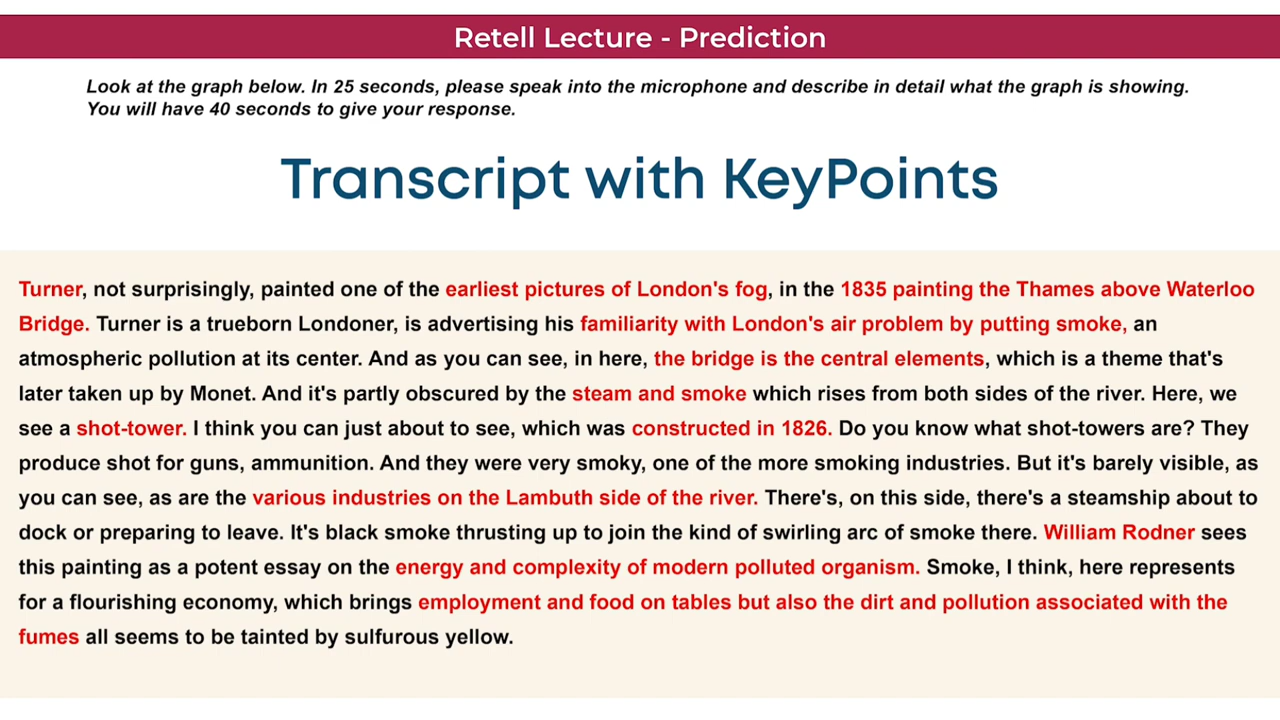 Retell Lecture - Prediction
Look at the graph below. In 25 seconds, please speak into the microphone and describe in detail what the graph is showing.
You will have 40 seconds to give your response.
Transcript with KeyPoints
Turner, not surprisingly, painted one of the earliest pictures of London's fog, in the 1835 painting the Thames above Waterloo
Bridge. Turner is a trueborn Londoner, is advertising his familiarity with London's air problem by putting smoke, an
atmospheric pollution at its center. And as you can see, in here, the bridge is the central elements, which is a theme that's
later taken up by Monet. And it's partly obscured by the steam and smoke which rises from both sides of the river. Here, we
see a shot-tower. I think you can just about to see, which was constructed in 1826. Do you know what shot-towers are? They
produce shot for guns, ammunition. And they were very smoky, one of the more smoking industries. But it's barely visible, as
you can see, as are the various industries on the Lambuth side of the river. There's, on this side, there's a steamship about to
dock or preparing to leave. It's black smoke thrusting up to join the kind of swirling arc of smoke there. William Rodner sees
this painting as a potent essay on the energy and complexity of modern polluted organism. Smoke, I think, here represents
for a flourishing economy, which brings employment and food on tables but also the dirt and pollution associated with the
fumes all seems to be tainted by sulfurous yellow.